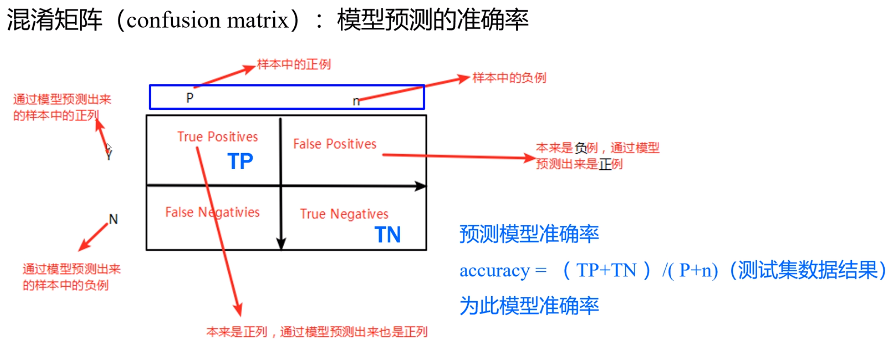 混淆矩阵（confusion matrix）：模型预测的准确率
样本中的正例
样本中的负例
通过模型预测出来
的样本中的正列
P
n
Y
True Positives
TP
False Positives
本来是负例，通过模型
预测出来是正例
N
False Negativies
True Negatives
TN
通过模型预测出来
的样本中的负例
预测模型准确率
accuracy = （ TP+TN ）/( P+n)（测试集数据结果）
为此模型准确率
本来是正列，通过模型预测出来也是正列